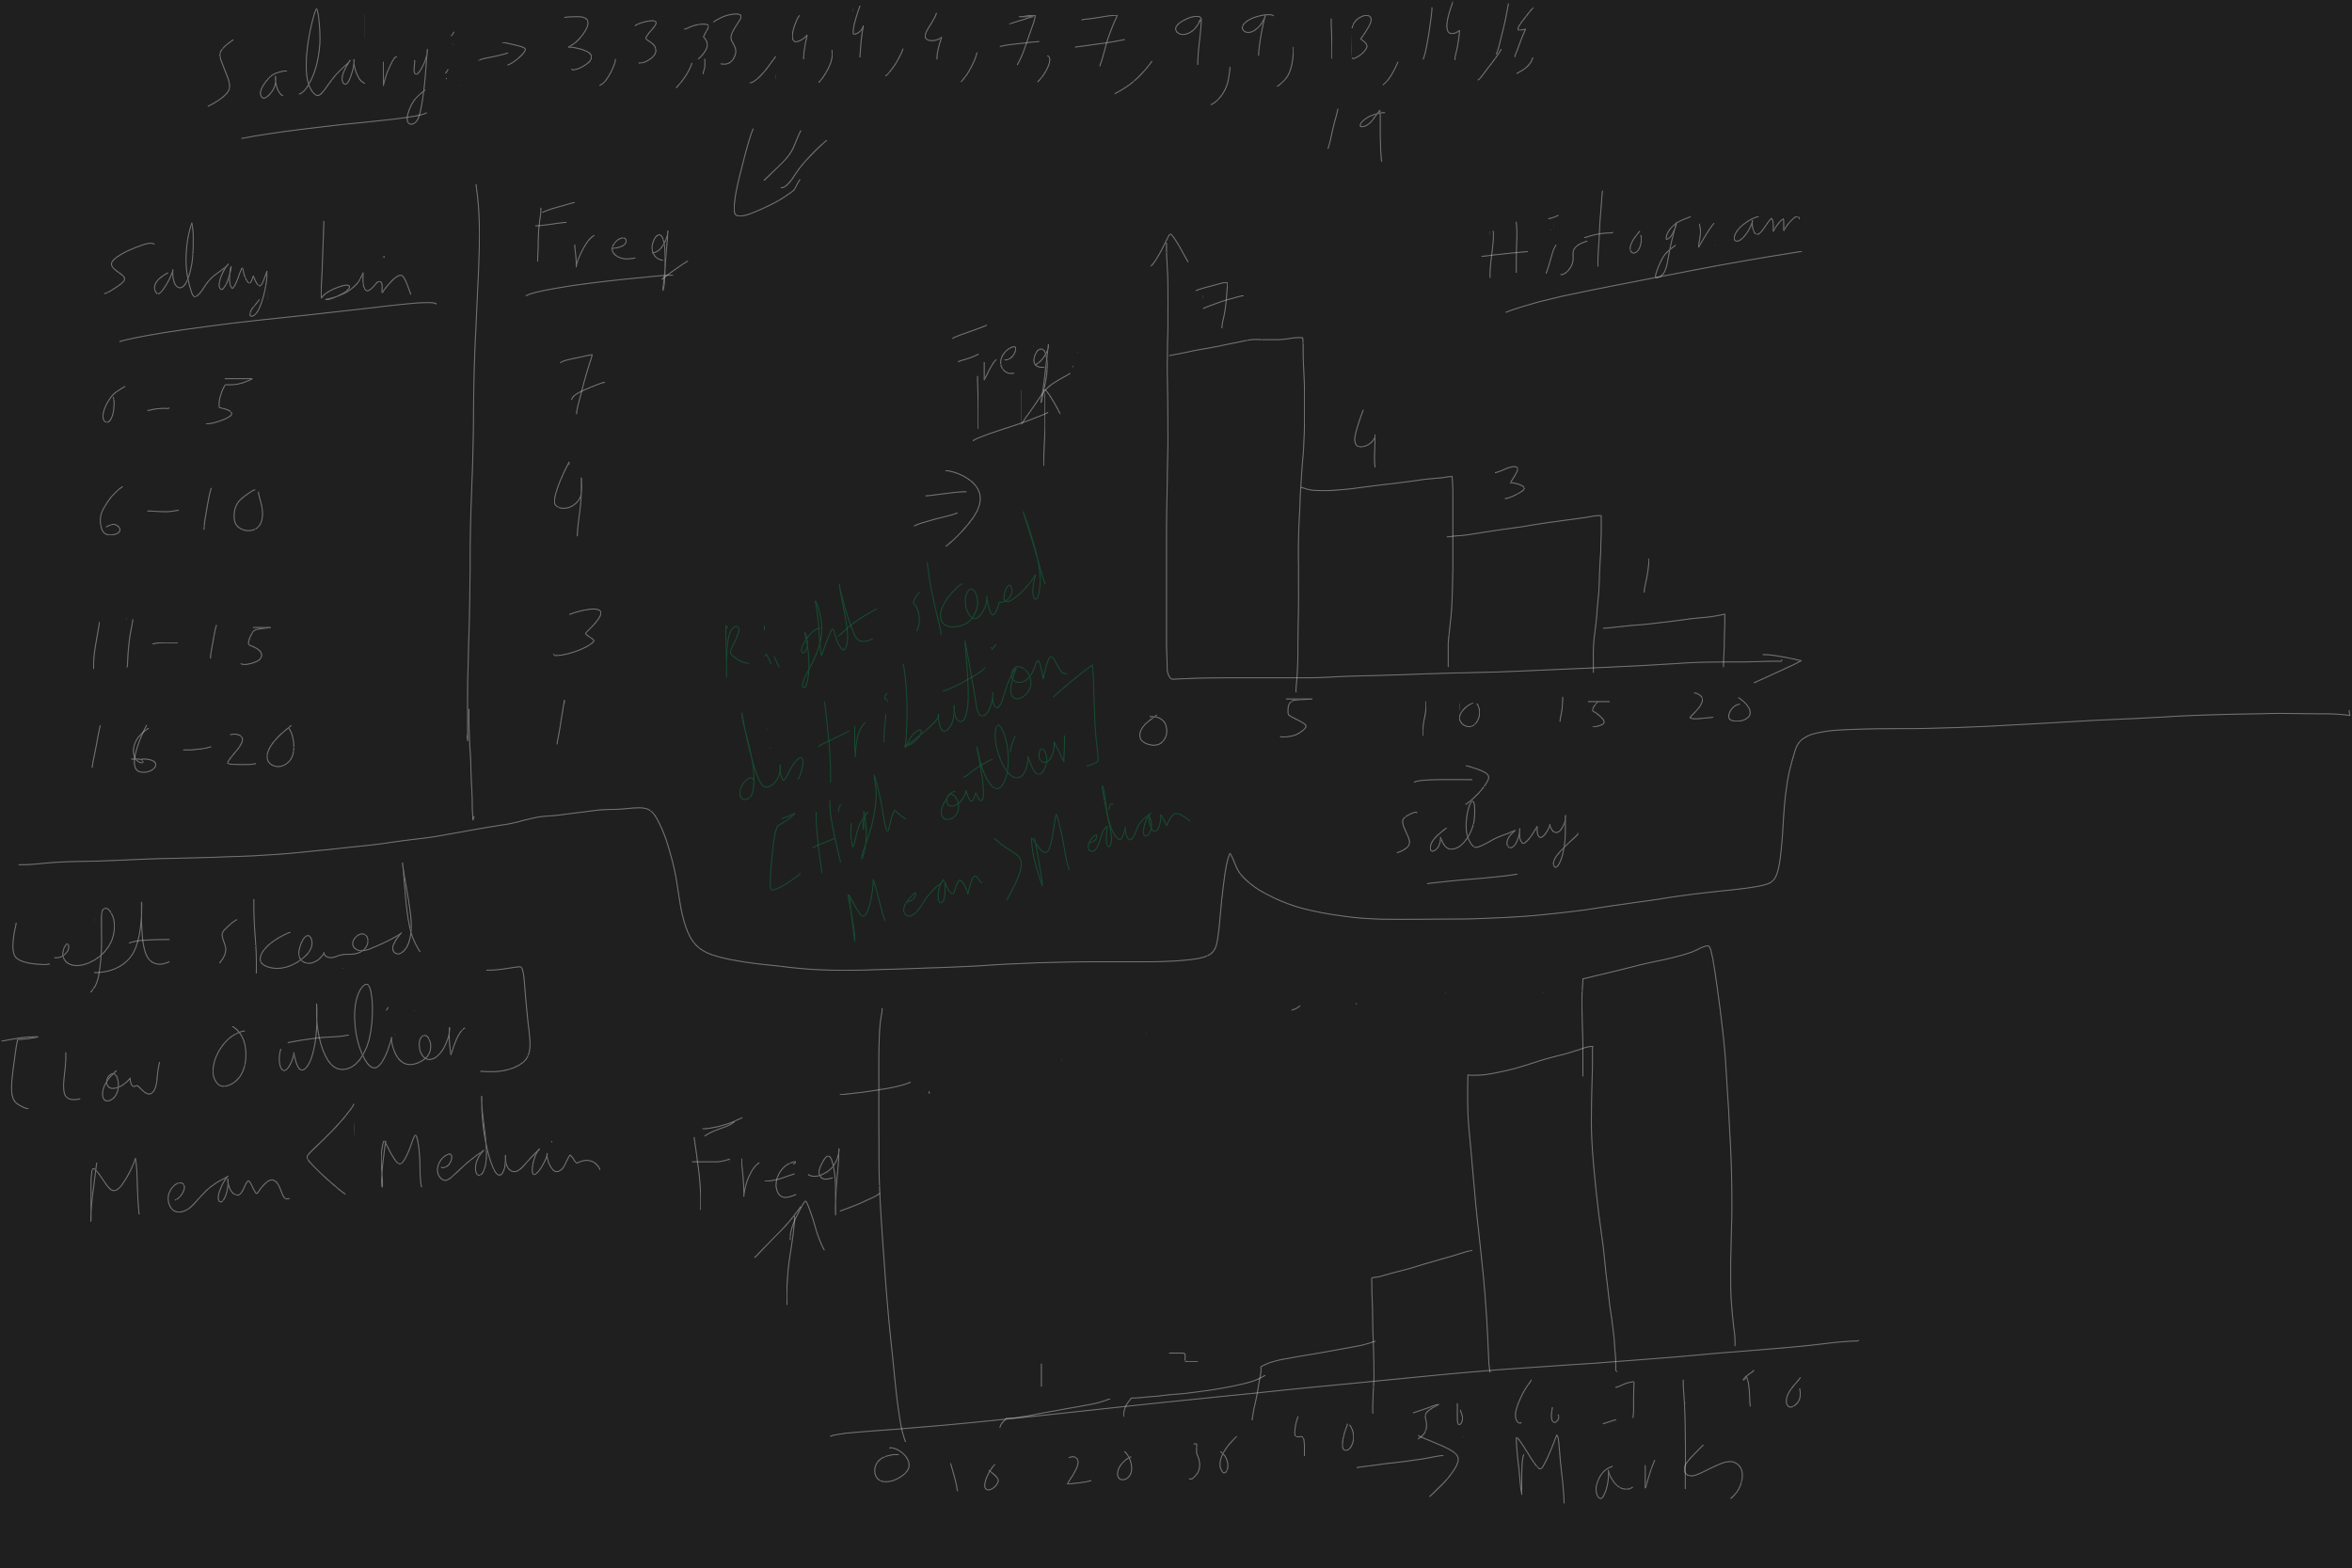 Salary: → 3, 3, 3, 3, 4, 4, 4, 7, 7, 9, 9, 13, 14, 15,
19
Salary bin Freq
0 - 5 7
6 - 10 4
11 - 15 3
16 - 20 1
Histogram
Freq
7
4
3
1
0 5 10 15 20
→ Salary
Right skewed
distribution
[High outlier]
Mean > Median
Left skewed
[Low Outlier]
Mean < Median
Freq
0 10 20 30 40 50 60 70
→ Marks